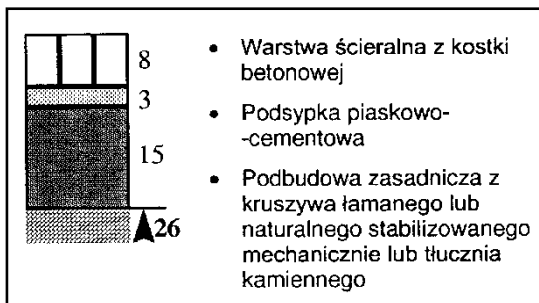 8
3
15
26
• Warstwa ścieralna z kostki
betonowej
• Podsypka piaskowo-
-cementowa
• Podbudowa zasadnicza z
kruszywa łamanego lub
naturalnego stabilizowanego
mechanicznie lub tłucznia
kamiennego